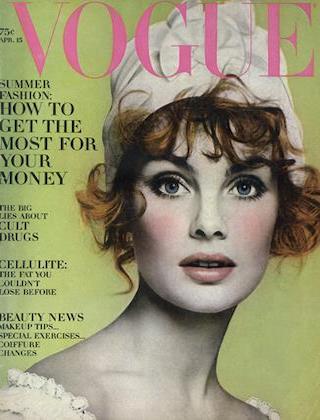 VOGUE
75¢
APR. 15
SUMMER
FASHION:
HOW TO
GET THE
MOST FOR
YOUR
MONEY
THE BIG
LIES ABOUT
CULT
DRUGS
CELLULITE:
THE FAT YOU
COULDN'T
LOSE BEFORE
BEAUTY NEWS
MAKEUP TIPS...
SPECIAL EXERCISES...
COIFFURE
CHANGES